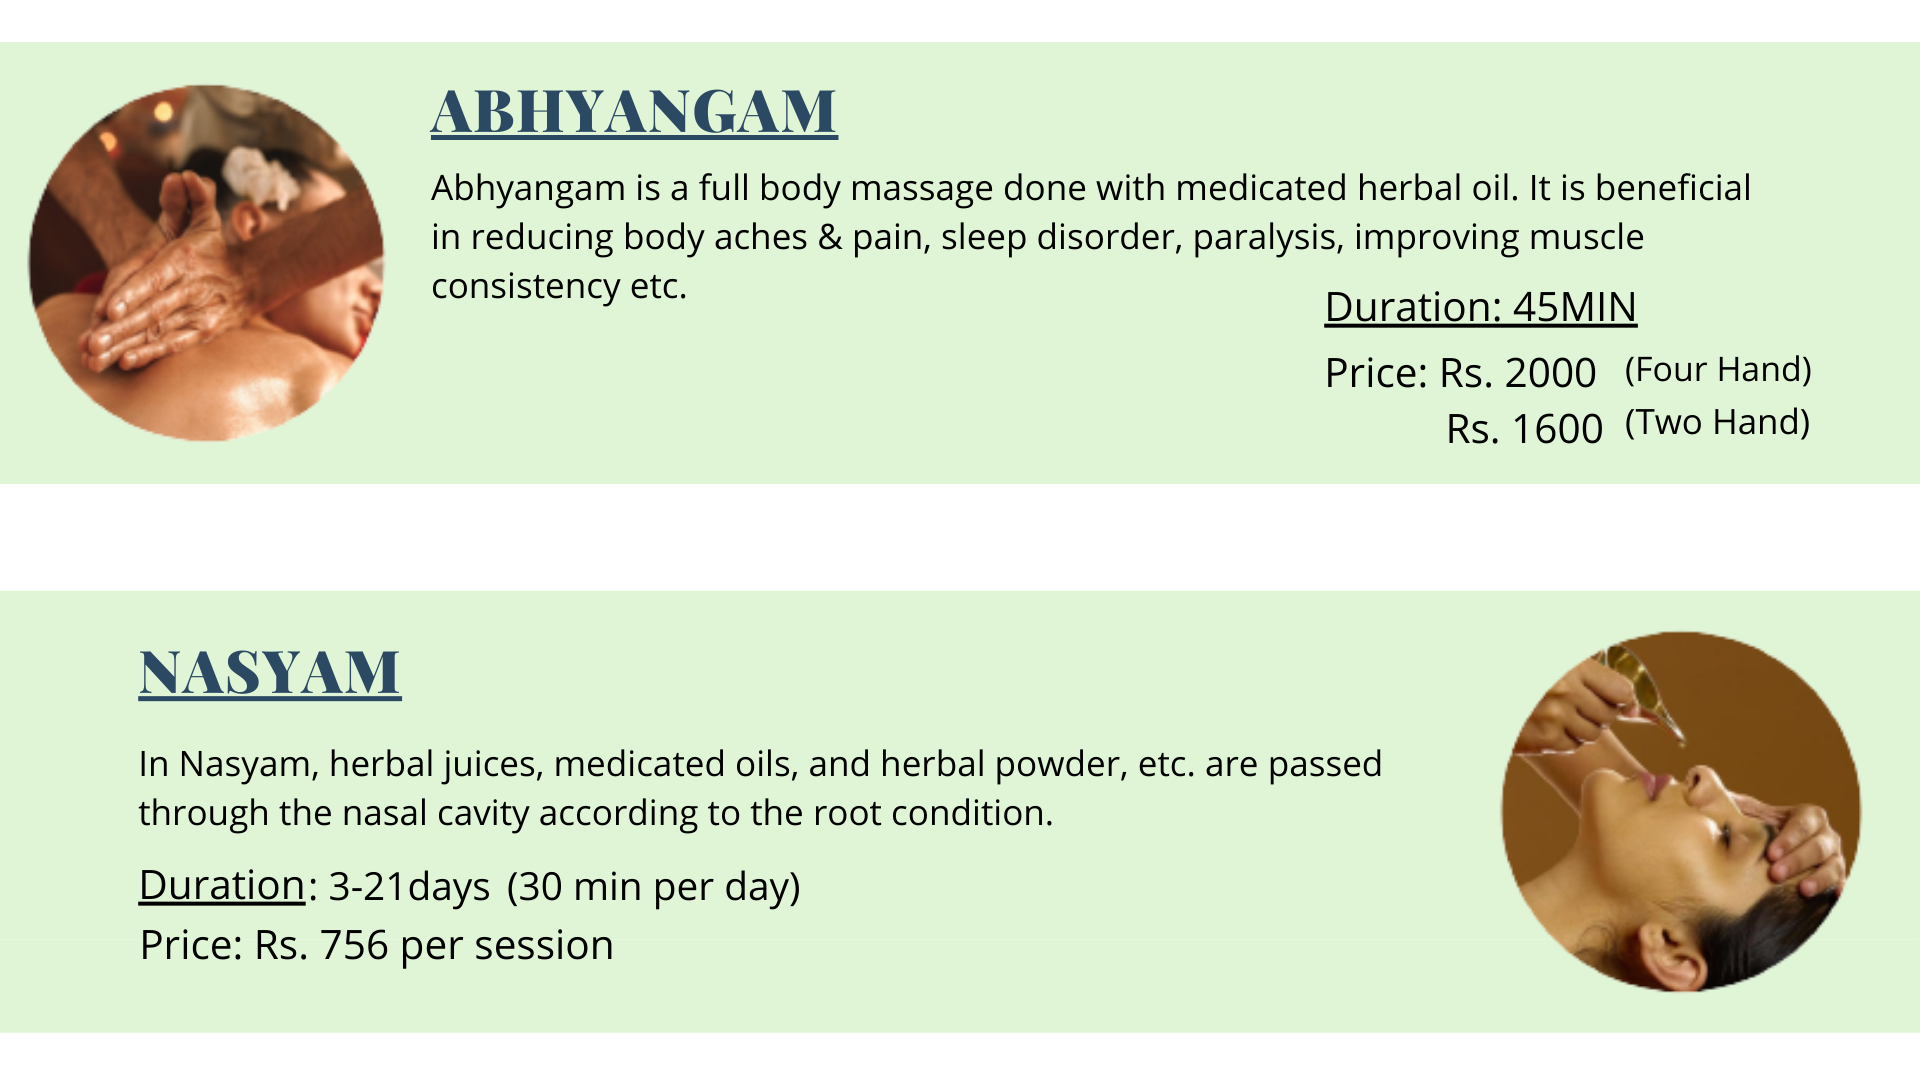 ABHYANGAM
Abhyangam is a full body massage done with medicated herbal oil. It is beneficial
in reducing body aches & pain, sleep disorder, paralysis, improving muscle
consistency etc.
Duration: 45MIN
Price: Rs. 2000 (Four Hand)
Rs. 1600 (Two Hand)
NASYAM
In Nasyam, herbal juices, medicated oils, and herbal powder, etc. are passed
through the nasal cavity according to the root condition.
Duration: 3-21days (30 min per day)
Price: Rs. 756 per session